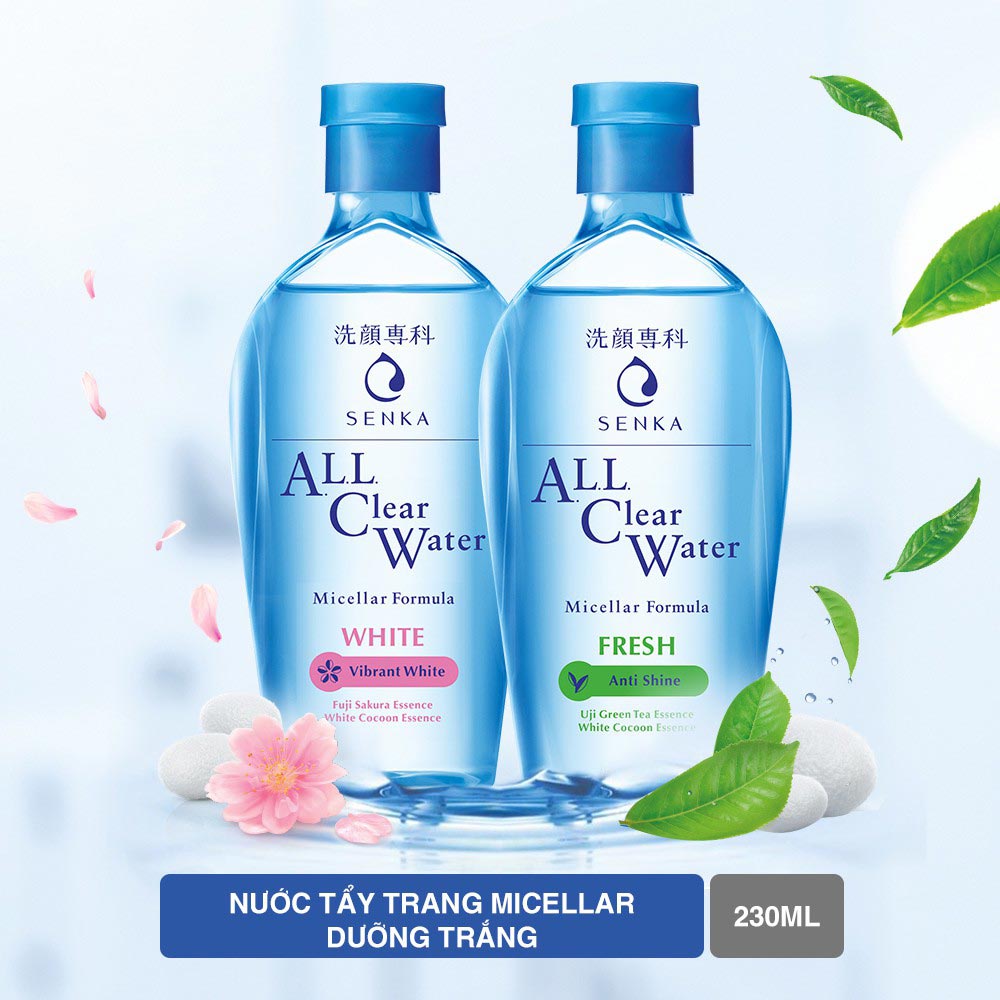 洗顔専科
SENKA
A.L.L.
Clear
Water
Micellar Formula
WHITE
Vibrant White
Fuji Sakura Essence
White Cocoon Essence
洗顔専科
SENKA
A.L.L.
Clear
Water
Micellar Formula
FRESH
Anti Shine
Uji Green Tea Essence
White Cocoon Essence
NƯỚC TẨY TRANG MICELLAR
DƯỠNG TRẮNG
230ML